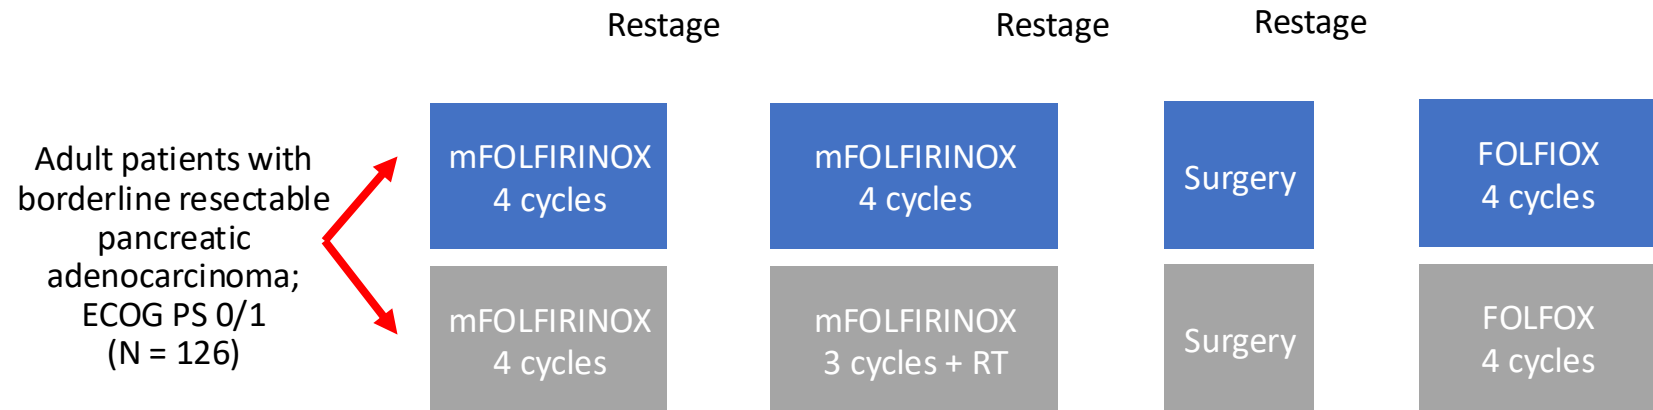 Restage
Restage
Restage
Adult patients with
borderline resectable
pancreatic
adenocarcinoma;
ECOG PS 0/1
(N = 126)
mFOLFIRINOX
4 cycles
mFOLFIRINOX
4 cycles
Surgery
FOLFIOX
4 cycles
mFOLFIRINOX
4 cycles
mFOLFIRINOX
3 cycles + RT
Surgery
FOLFOX
4 cycles